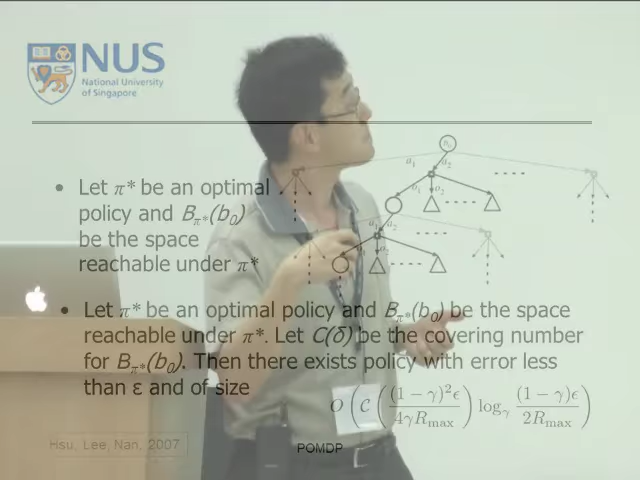 NUS
National University
of Singapore
• Let π* be an optimal
policy and B_π*(b₀)
be the space
reachable under π*
• Let π* be an optimal policy and B_π*(b₀) be the space
reachable under π*. Let C(δ) be the covering number
for B_π*(b₀). Then there exists policy with error less
than ε and of size
O ( C ( (1 − γ)²ϵ / 4γR_max ) log_γ (1 − γ)ϵ / 2R_max )
Hsu, Lee, Nan, 2007
POMDP